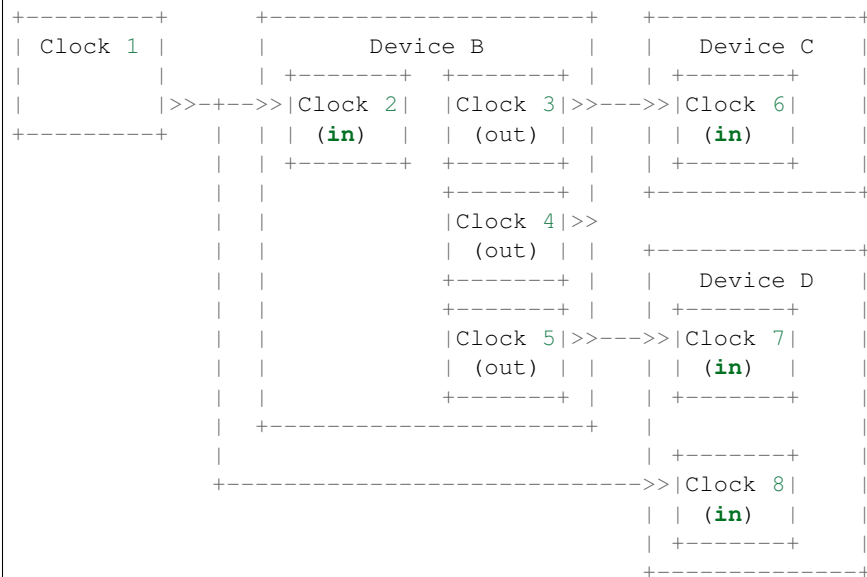 Clock 1 Device B Device C
Clock 2 Clock 3 Clock 6
(in) (out) (in)
Clock 4
(out)
Device D
Clock 5 Clock 7
(out) (in)
Clock 8
(in)